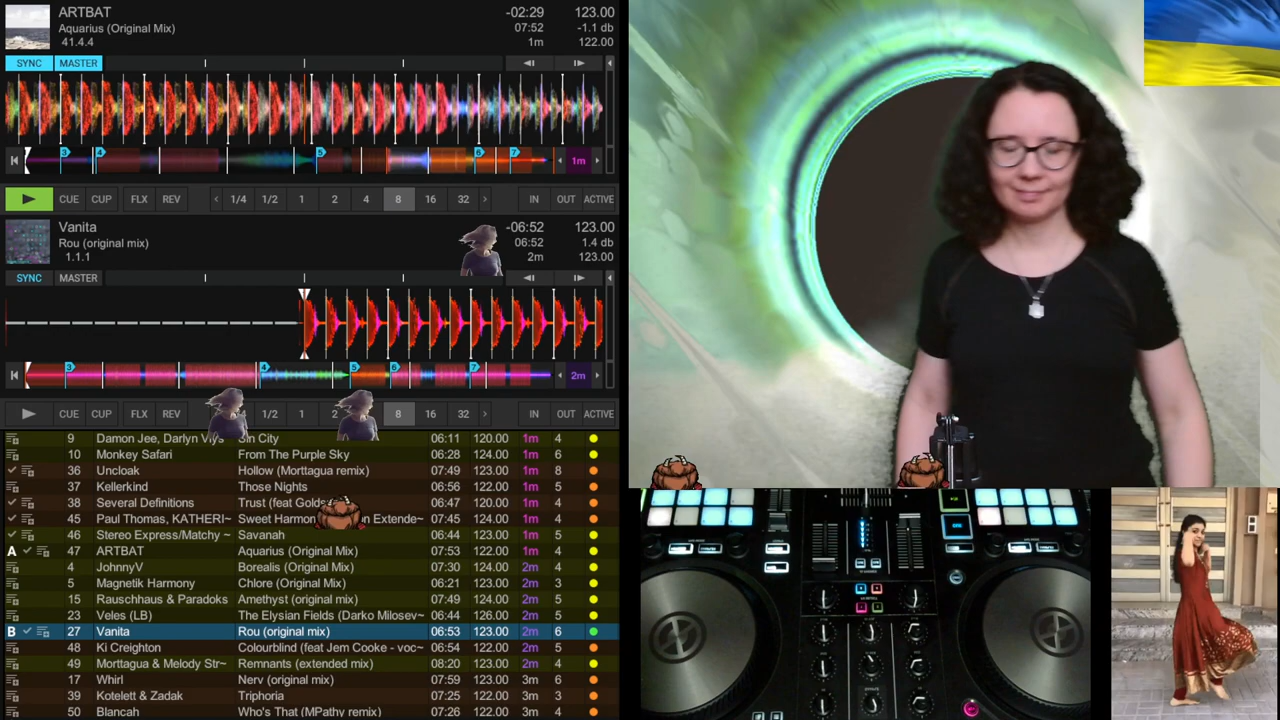 ARTBAT -02:29 123.00
Aquarius (Original Mix) 07:52 -1.1 db
41.4.4 1m 122.00
SYNC MASTER
3 4 5 6 7 1m
CUE CUP FLX REV 1/4 1/2 1 2 4 8 16 32 IN OUT ACTIVE
Vanita -06:52 123.00
Rou (original mix) 06:52 1.4 db
1.1.1 2m 123.00
SYNC MASTER
3 4 5 6 7 2m
CUE CUP FLX REV 1/2 1 2 8 16 32 IN OUT ACTIVE
9 Damon Jee, Darlyn Vlys Sin City 06:11 120.00 1m 4
10 Monkey Safari From The Purple Sky 06:28 124.00 1m 6
36 Uncloak Hollow (Morttagua remix) 07:49 123.00 1m 8
37 Kellerkind Those Nights 06:56 122.00 1m 5
38 Several Definitions Trust (feat Golds 06:47 120.00 1m 4
45 Paul Thomas, KATHERI~ Sweet Harmon n Extende~ 07:45 124.00 1m 5
46 Stereo Express/Matchy ~ Savanah 06:44 123.00 1m 5
A 47 ARTBAT Aquarius (Original Mix) 07:53 122.00 1m 4
4 JohnnyV Borealis (Original Mix) 07:30 124.00 2m 4
5 Magnetik Harmony Chlore (Original Mix) 06:21 123.00 2m 3
15 Rauschhaus & Paradoks Amethyst (original mix) 07:49 124.00 2m 5
23 Veles (LB) The Elysian Fields (Darko Milosev~ 06:44 126.00 2m 5
B 27 Vanita Rou (original mix) 06:53 123.00 2m 6
48 Ki Creighton Colourblind (feat Jem Cooke - voc~ 06:54 122.00 2m 5
49 Morttagua & Melody Str~ Remnants (extended mix) 08:20 123.00 2m 4
17 Whirl Nerv (original mix) 07:59 123.00 3m 6
39 Kotelett & Zadak Triphoria 07:25 122.00 3m 3
50 Blancah Who's That (MPathy remix) 07:26 122.00 3m 4